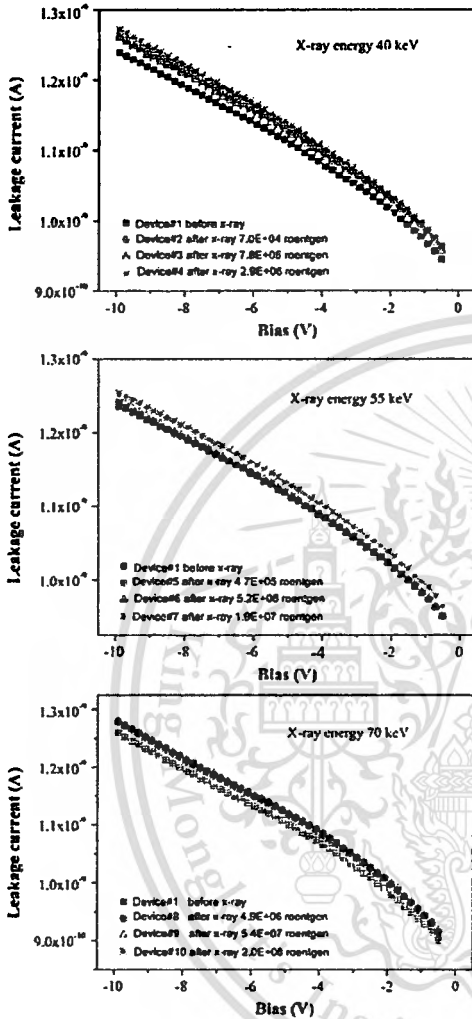 1.3x10⁻⁹
X-ray energy 40 keV
1.2x10⁻⁹
1.1x10⁻⁹
1.0x10⁻⁹
9.0x10⁻¹⁰
Leakage current (A)
Device#1 before x-ray
Device#2 after x-ray 7.0E+04 roentgen
Device#3 after x-ray roentgen
Device#4 after x-ray roentgen
-10 -8 -6 -4 -2 0
Bias (V)
1.3x10⁻⁹
X-ray energy 55 keV
1.2x10⁻⁹
1.1x10⁻⁹
1.0x10⁻⁹
Leakage current (A)
Device#1 before x-ray
Device#5 after x-ray 4.7E+05 roentgen
Device#6 after x-ray 5.2E+06 roentgen
Device#7 after x-ray 1.9E+07 roentgen
-10 -8 -6 -4 -2 0
Bias (V)
1.3x10⁻⁹
X-ray energy 70 keV
1.2x10⁻⁹
1.1x10⁻⁹
1.0x10⁻⁹
9.0x10⁻¹⁰
Leakage current (A)
Device#1 before x-ray
Device#8 after x-ray 4.9E+06 roentgen
Device#9 after x-ray 5.4E+07 roentgen
Device#10 after x-ray 2.0E+08 roentgen
-10 -8 -6 -4 -2 0
Bias (V)
King Mongk